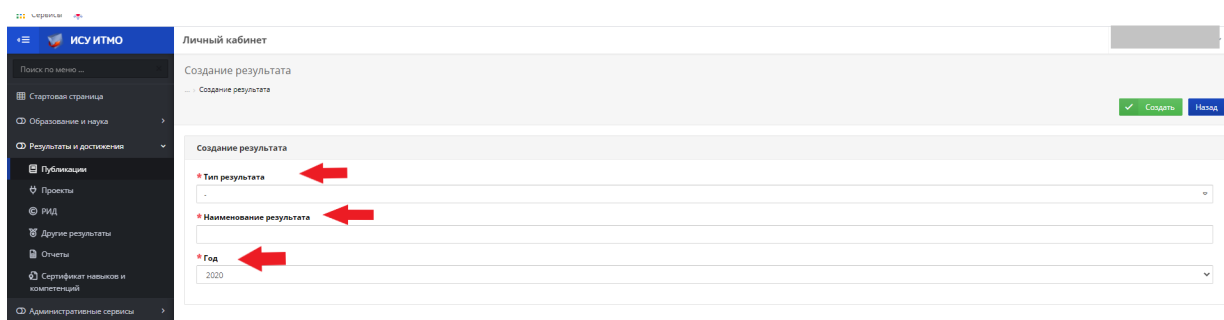 Сервисы
ИСУ ИТМО
Личный кабинет
Поиск по меню ...
Создание результата
... › Создание результата
Стартовая страница
Создать
Назад
Образование и наука
Результаты и достижения
Создание результата
Публикации
* Тип результата
-
Проекты
РИД
* Наименование результата
Другие результаты
Отчеты
* Год
2020
Сертификат навыков и
компетенций
Административные сервисы